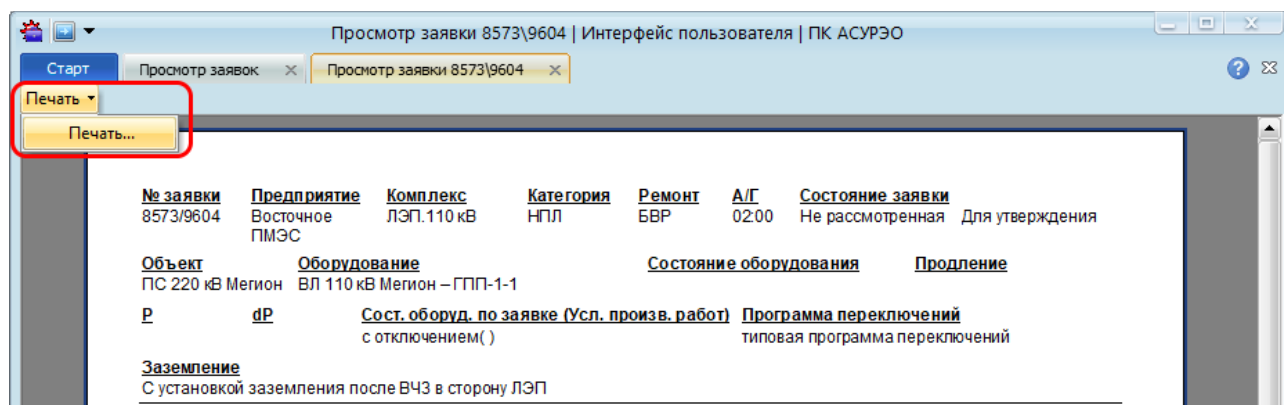 Просмотр заявки 8573\9604 | Интерфейс пользователя | ПК АСУРЭО
Старт Просмотр заявок Просмотр заявки 8573\9604
Печать
Печать...
№ заявки Предприятие Комплекс Категория Ремонт А/Г Состояние заявки
8573/9604 Восточное ЛЭП.110 кВ НПЛ БВР 02:00 Не рассмотренная Для утверждения
ПМЭС
Объект Оборудование Состояние оборудования Продление
ПС 220 кВ Мегион ВЛ 110 кВ Мегион – ГПП-1-1
P dP Сост. оборуд. по заявке (Усл. произв. работ) Программа переключений
с отключением( ) типовая программа переключений
Заземление
С установкой заземления после ВЧЗ в сторону ЛЭП